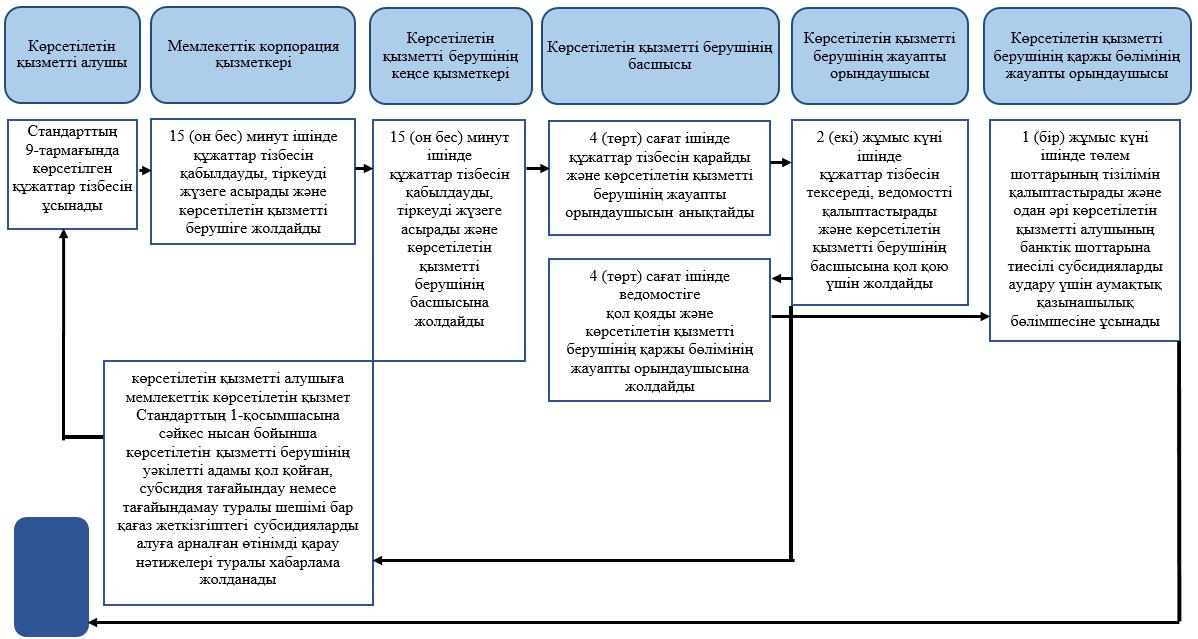 Көрсетілетін
қызметті алушы
Мемлекеттік корпорация
қызметкері
Көрсетілетін
қызметті берушінің
кеңсе қызметкері
Көрсетілетін қызметті берушінің
басшысы
Көрсетілетін қызметті
берушінің жауапты
орындаушысы
Көрсетілетін қызметті
берушінің қаржы бөлімінің
жауапты орындаушысы
Стандарттың
9-тармағында
көрсетілген
құжаттар тізбесін
ұсынады
15 (он бес) минут ішінде
құжаттар тізбесін
қабылдауды, тіркеуді
жүзеге асырады және
көрсетілетін қызметті
берушіге жолдайды
15 (он бес) минут
ішінде
құжаттар тізбесін
қабылдауды,
тіркеуді жүзеге
асырады және
көрсетілетін
қызметті
берушінің
басшысына
жолдайды
4 (төрт) сағат ішінде
құжаттар тізбесін қарайды
және көрсетілетін қызметті
берушінің жауапты
орындаушысын анықтайды
2 (екі) жұмыс күні
ішінде
құжаттар тізбесін
тексереді, ведомостті
қалыптастырады
және көрсетілетін
қызметті берушінің
басшысына қол қою
үшін жолдайды
1 (бір) жұмыс күні
ішінде төлем
шоттарының тізілімін
қалыптастырады және
одан әрі көрсетілетін
қызметті алушының
банктік шоттарына
тиесілі субсидияларды
аудару үшін аумақтық
қазынашылық
бөлімшесіне ұсынады
4 (төрт) сағат ішінде
ведомостіге
қол қояды және
көрсетілетін қызметті
берушінің қаржы бөлімінің
жауапты орындаушысына
жолдайды
көрсетілетін қызметті алушыға
мемлекеттік көрсетілетін қызмет
Стандарттың 1-қосымшасына
сәйкес нысан бойынша
көрсетілетін қызметті берушінің
уәкілетті адамы қол қойған,
субсидия тағайындау немесе
тағайындамау туралы шешімі бар
қағаз жеткізгіштегі субсидияларды
алуға арналған өтінімді қарау
нәтижелері туралы хабарлама
жолданады